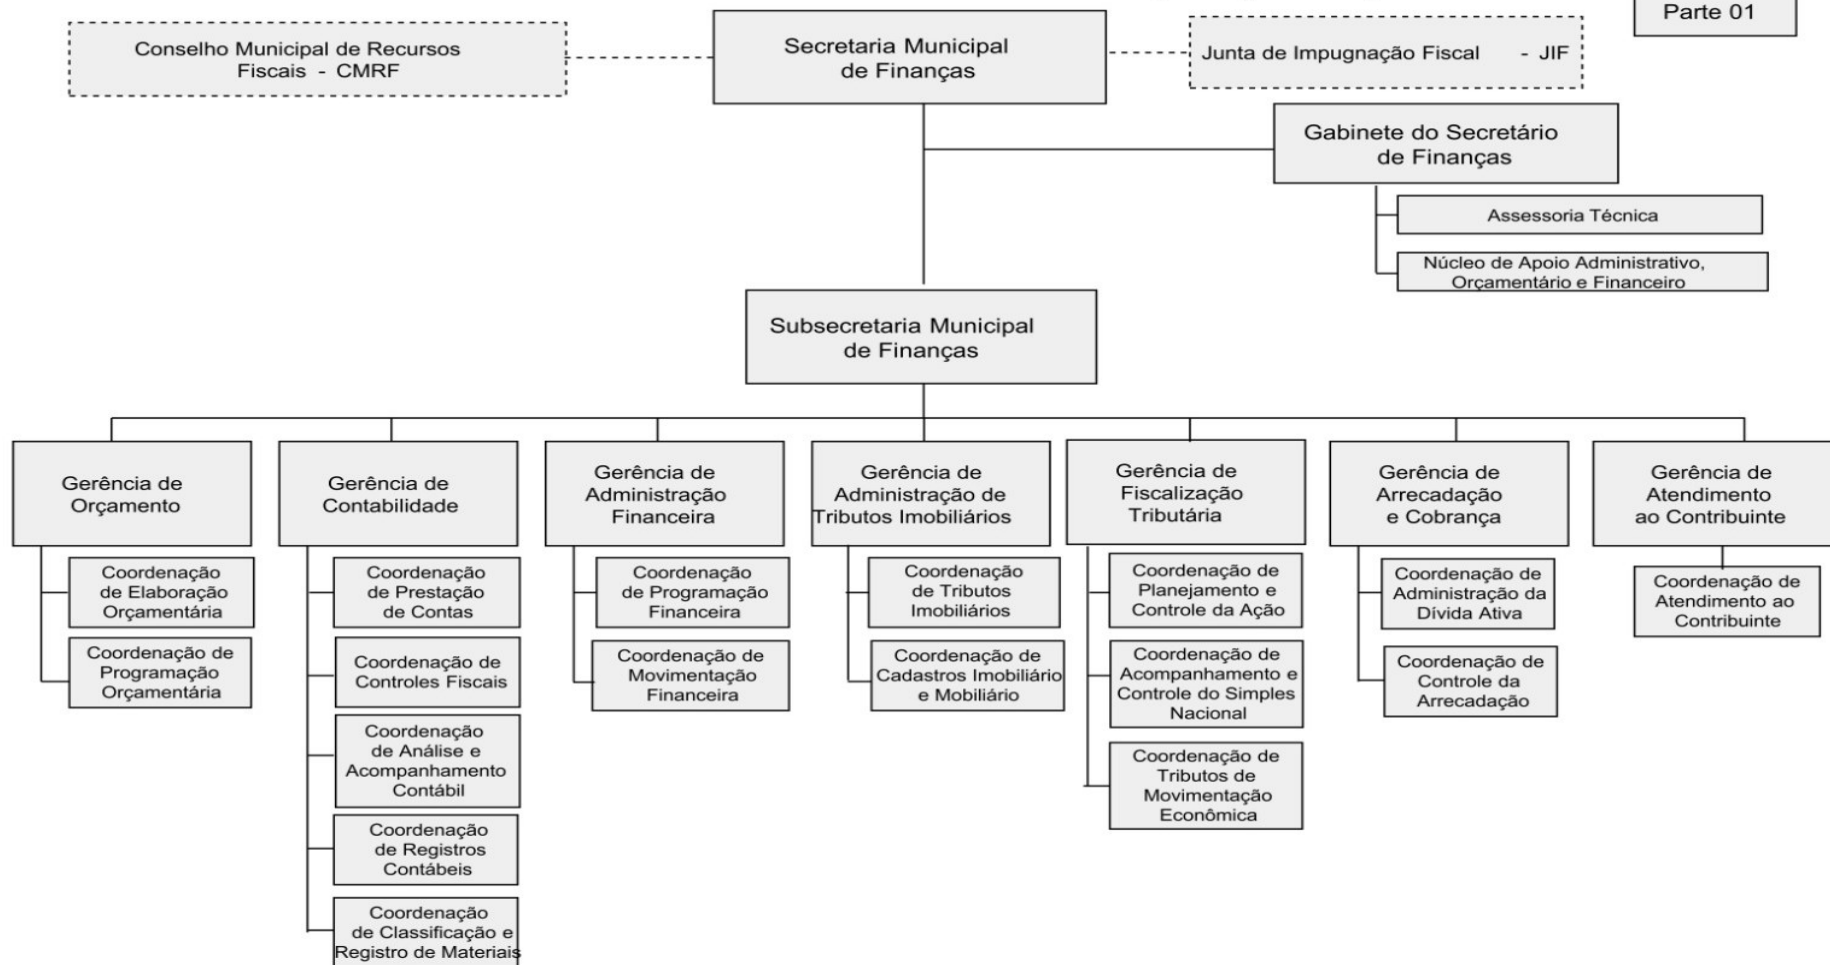 Parte 01
Conselho Municipal de Recursos
Fiscais - CMRF
Secretaria Municipal
de Finanças
Junta de Impugnação Fiscal - JIF
Gabinete do Secretário
de Finanças
Assessoria Técnica
Núcleo de Apoio Administrativo,
Orçamentário e Financeiro
Subsecretaria Municipal
de Finanças
Gerência de
Orçamento
Gerência de
Contabilidade
Gerência de
Administração
Financeira
Gerência de
Administração de
Tributos Imobiliários
Gerência de
Fiscalização
Tributária
Gerência de
Arrecadação
e Cobrança
Gerência de
Atendimento
ao Contribuinte
Coordenação
de Elaboração
Orçamentária
Coordenação de
Programação
Orçamentária
Coordenação
de Prestação
de Contas
Coordenação de
Controles Fiscais
Coordenação
de Análise e
Acompanhamento
Contábil
Coordenação
de Registros
Contábeis
Coordenação
de Classificação e
Registro de Materiais
Coordenação
de Programação
Financeira
Coordenação de
Movimentação
Financeira
Coordenação
de Tributos
Imobiliários
Coordenação de
Cadastros Imobiliário
e Mobiliário
Coordenação de
Planejamento e
Controle da Ação
Coordenação de
Acompanhamento e
Controle do Simples
Nacional
Coordenação de
Tributos de
Movimentação
Econômica
Coordenação de
Administração da
Dívida Ativa
Coordenação de
Controle da
Arrecadação
Coordenação de
Atendimento ao
Contribuinte